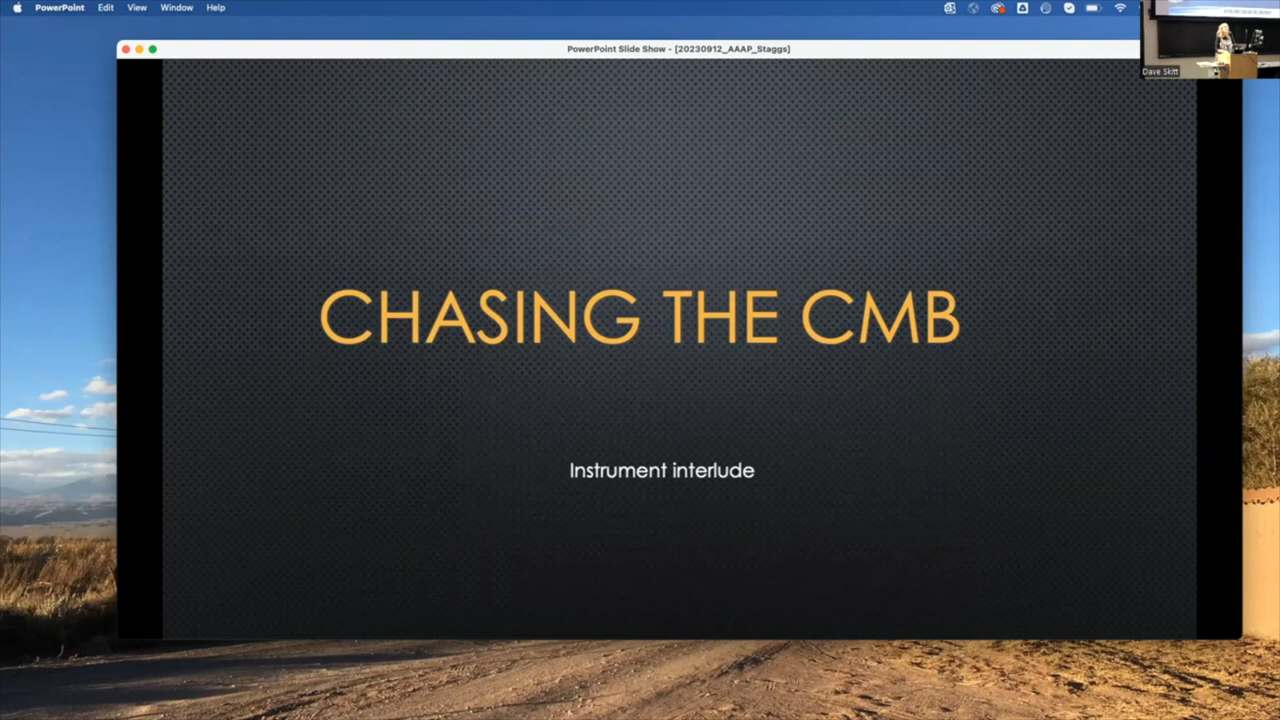 PowerPoint Edit View Window Help
PowerPoint Slide Show - [20230912_AAAP_Staggs]
Dave Skitt
CHASING THE CMB
Instrument interlude